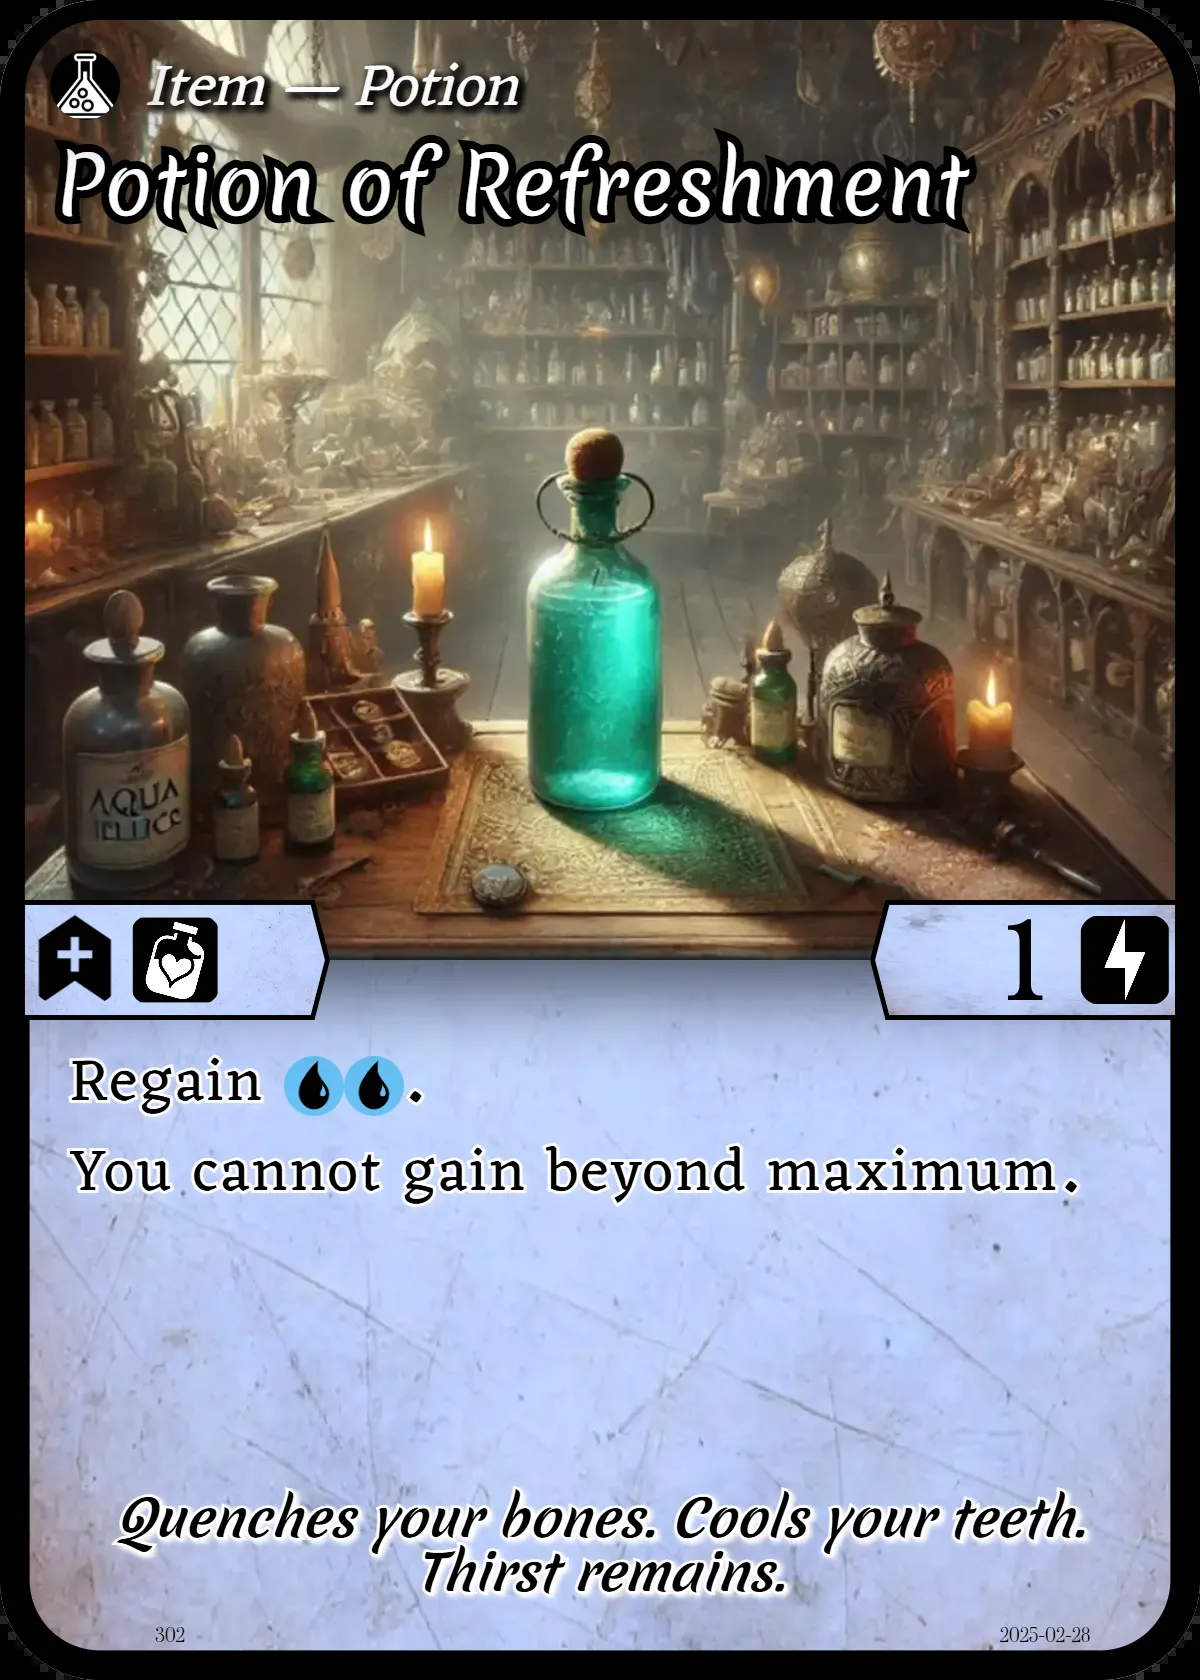 Item — Potion
Potion of Refreshment
AQUA
1
Regain .
You cannot gain beyond maximum.
Quenches your bones. Cools your teeth.
Thirst remains.
302
2025-02-28